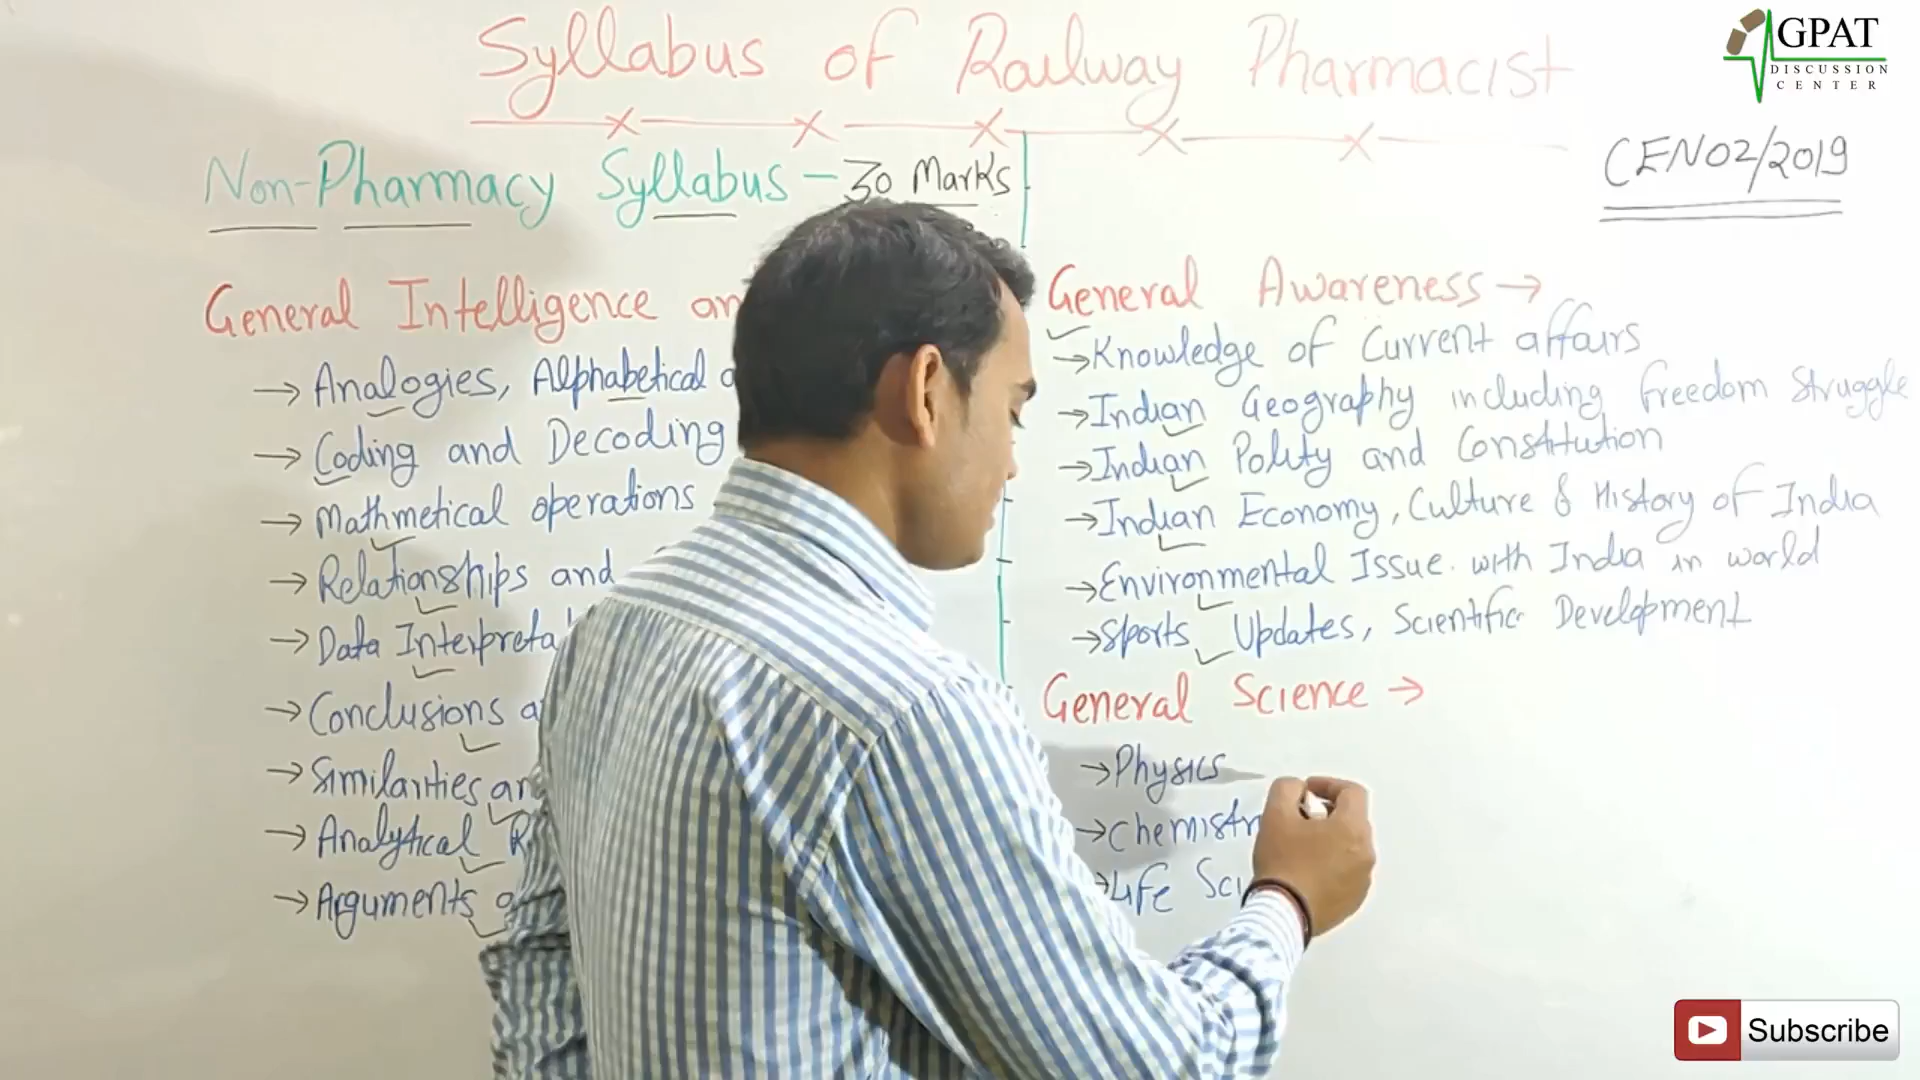 Syllabus of Railway Pharmacist
GPAT
DISCUSSION
CENTER
CEN02/2019
Non-Pharmacy Syllabus - 30 Marks
General Intelligence
→ Analogies, Alphabetical
→ Coding and Decoding
→ Mathmetical operations
→ Relationships and
→ Data
→ Conclusions
→ Similarities
→ Analytical
→ Arguments
General Awareness →
→ Knowledge of Current affairs
→ Indian Geography including freedom Struggle
→ Indian Polity and Constitution
→ Indian Economy, Culture & History of India
→ Environmental Issue. with India in world
→ Sports Updates, Scientific Development
General Science →
→ Physics
→ Chemistr
→ Life Sci
Subscribe